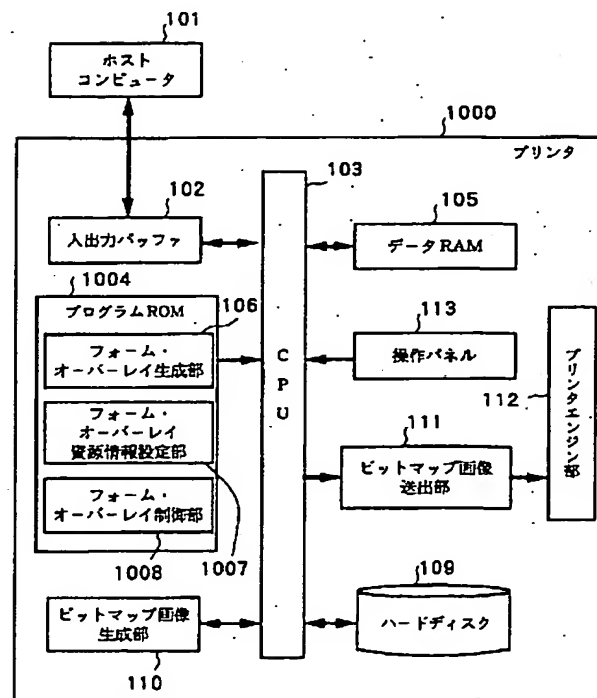 101
ホスト
コンピュータ
1000
プリンタ
103
102
入出力バッファ
105
データRAM
1004
プログラムROM
106
フォーム・
オーバーレイ生成部
フォーム・
オーバーレイ
資源情報設定部
フォーム・
オーバーレイ制御部
1008
1007
CPU
113
操作パネル
111
ビットマップ画像
送出部
112
プリンタエンジン部
109
ハードディスク
ビットマップ画像
生成部
110